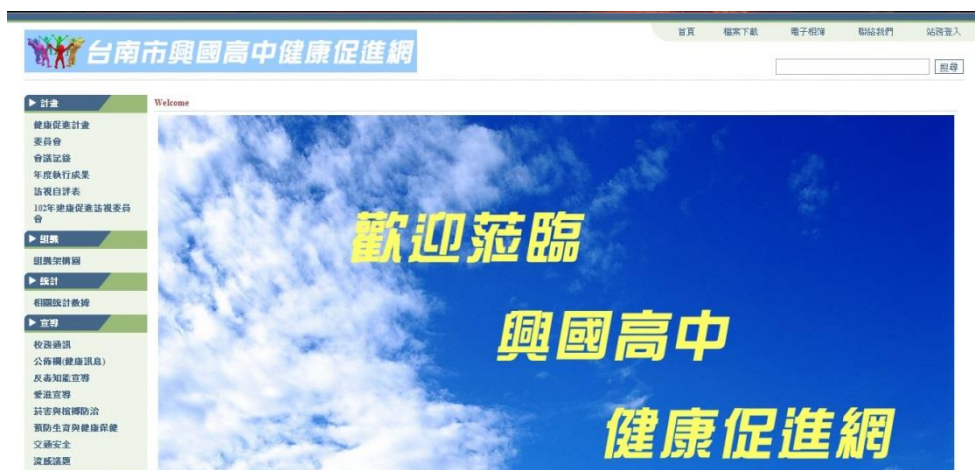 首頁 檔案下載 電子相簿 聯絡我們 站務登入
台南市興國高中健康促進網
搜尋
計畫
Welcome
健康促進計畫
委員會
會議記錄
年度執行成果
訪視自評表
102年健康促進訪視委員
會
組織
組織架構圖
統計
相關統計數據
宣導
校務通訊
公佈欄(健康訊息)
反毒知能宣導
愛滋宣導
菸害與檳榔防治
預防生育與健康保健
交通安全
流感議題
歡迎蒞臨
興國高中
健康促進網